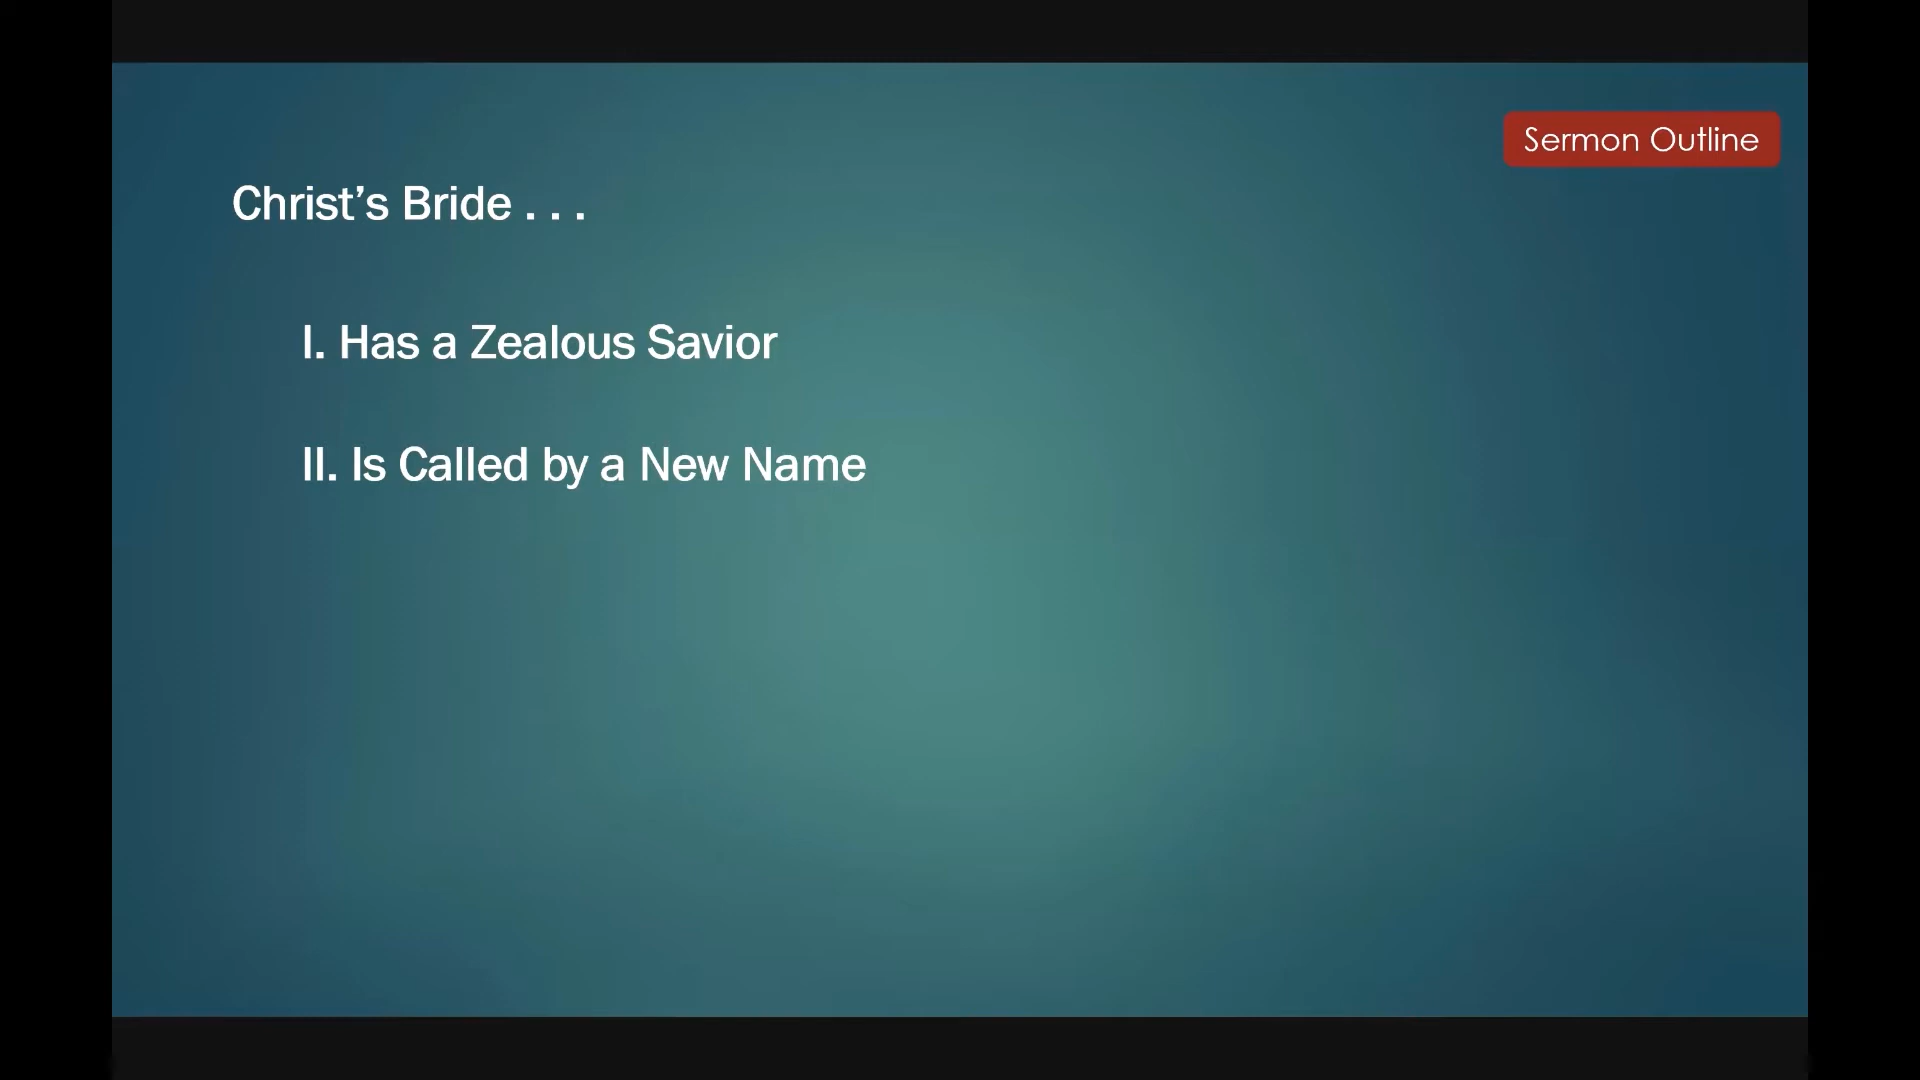 Sermon Outline
Christ’s Bride . . .
I. Has a Zealous Savior
II. Is Called by a New Name